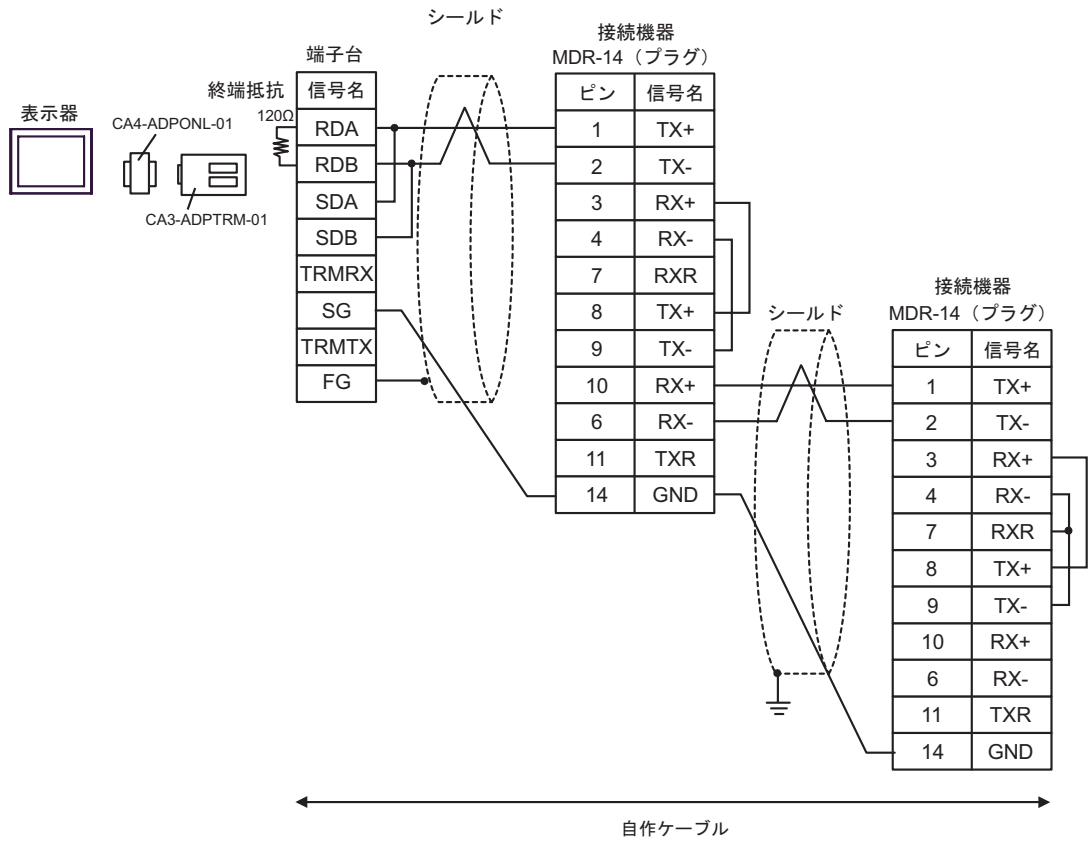 シールド
接続機器
MDR-14（プラグ）
端子台
終端抵抗
120Ω
表示器
CA4-ADPONL-01
CA3-ADPTRM-01
信号名
RDA
RDB
SDA
SDB
TRMRX
SG
TRMTX
FG
ピン 信号名
1 TX+
2 TX-
3 RX+
4 RX-
7 RXR
8 TX+
9 TX-
10 RX+
6 RX-
11 TXR
14 GND
シールド
接続機器
MDR-14（プラグ）
ピン 信号名
1 TX+
2 TX-
3 RX+
4 RX-
7 RXR
8 TX+
9 TX-
10 RX+
6 RX-
11 TXR
14 GND
自作ケーブル